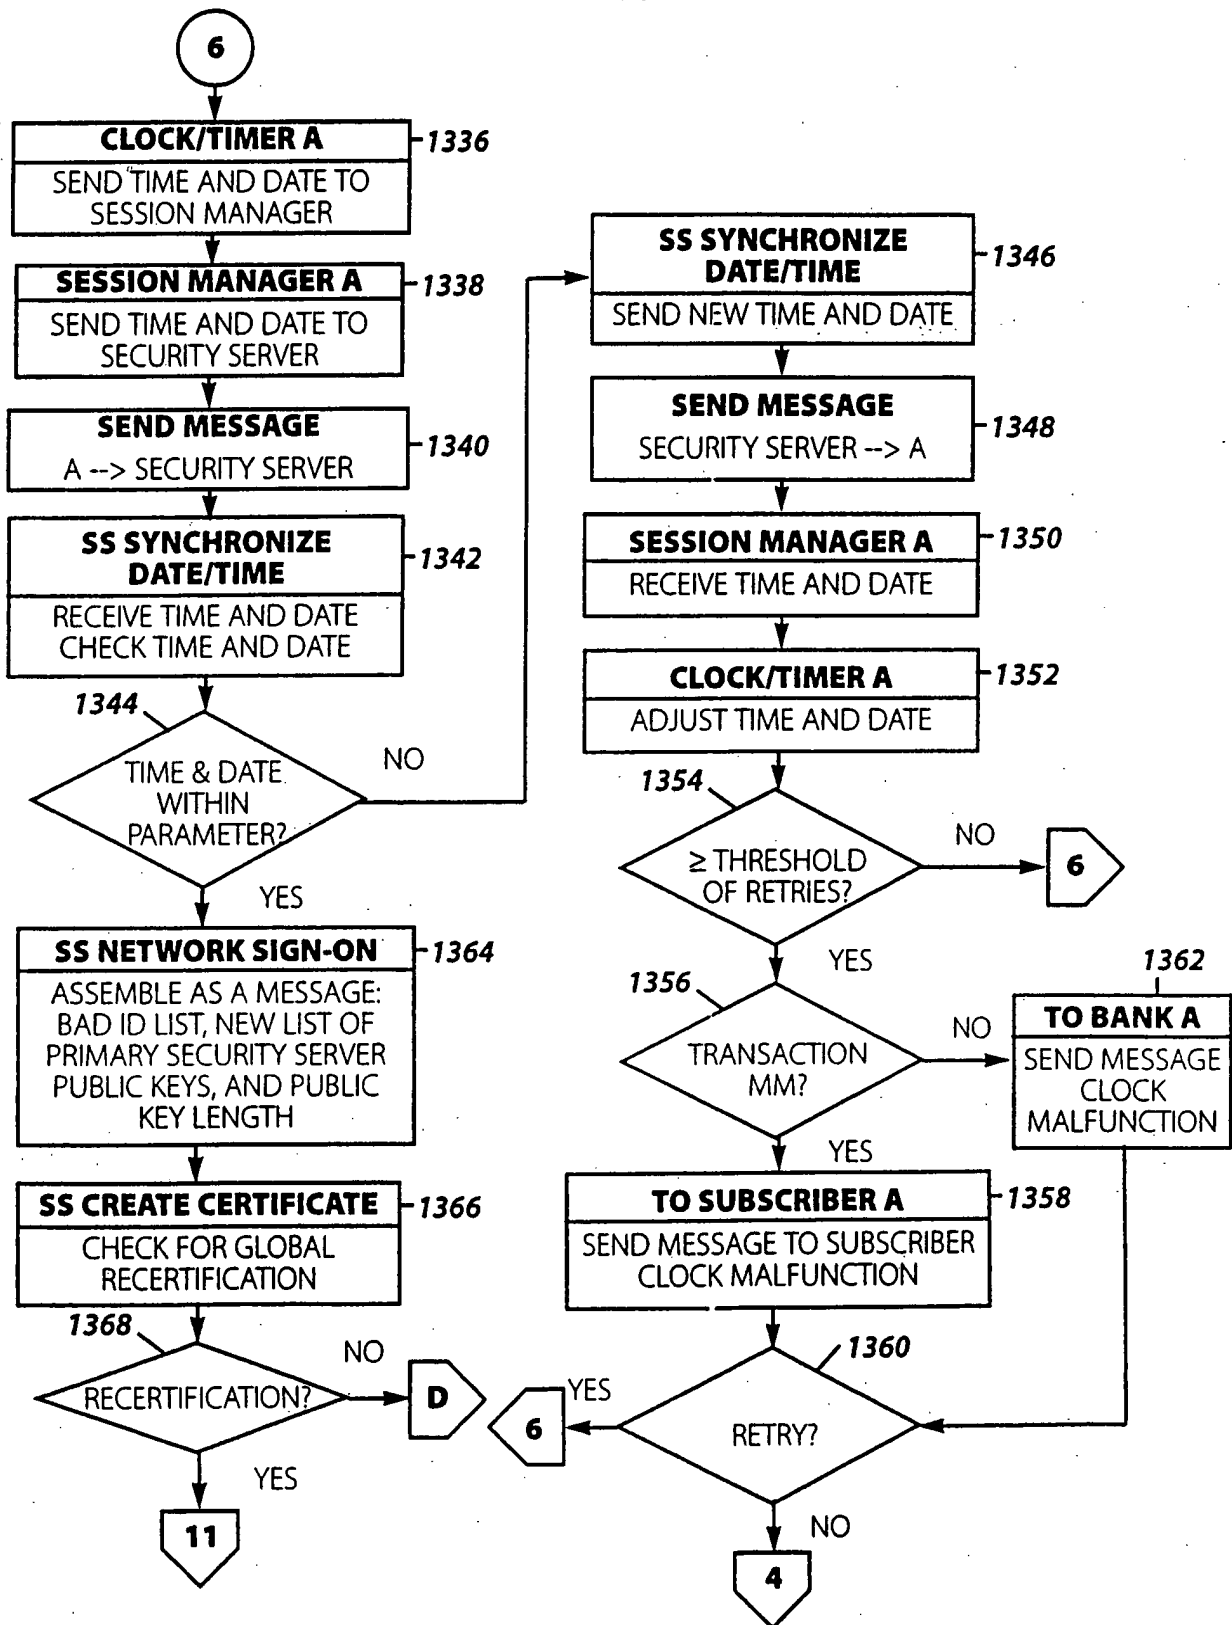 6
CLOCK/TIMER A
1336
SEND TIME AND DATE TO
SESSION MANAGER
SESSION MANAGER A
1338
SEND TIME AND DATE TO
SECURITY SERVER
SEND MESSAGE
1340
A --> SECURITY SERVER
SS SYNCHRONIZE
DATE/TIME
1342
RECEIVE TIME AND DATE
CHECK TIME AND DATE
1344
TIME & DATE
WITHIN
PARAMETER?
NO
YES
SS NETWORK SIGN-ON
1364
ASSEMBLE AS A MESSAGE:
BAD ID LIST, NEW LIST OF
PRIMARY SECURITY SERVER
PUBLIC KEYS, AND PUBLIC
KEY LENGTH
SS CREATE CERTIFICATE
1366
CHECK FOR GLOBAL
RECERTIFICATION
1368
RECERTIFICATION?
NO
D
YES
11
SS SYNCHRONIZE
DATE/TIME
1346
SEND NEW TIME AND DATE
SEND MESSAGE
1348
SECURITY SERVER --> A
SESSION MANAGER A
1350
RECEIVE TIME AND DATE
CLOCK/TIMER A
1352
ADJUST TIME AND DATE
1354
≥ THRESHOLD
OF RETRIES?
NO
6
YES
1356
TRANSACTION
MM?
NO
1362
TO BANK A
SEND MESSAGE
CLOCK
MALFUNCTION
YES
TO SUBSCRIBER A
1358
SEND MESSAGE TO SUBSCRIBER
CLOCK MALFUNCTION
1360
RETRY?
YES
6
NO
4